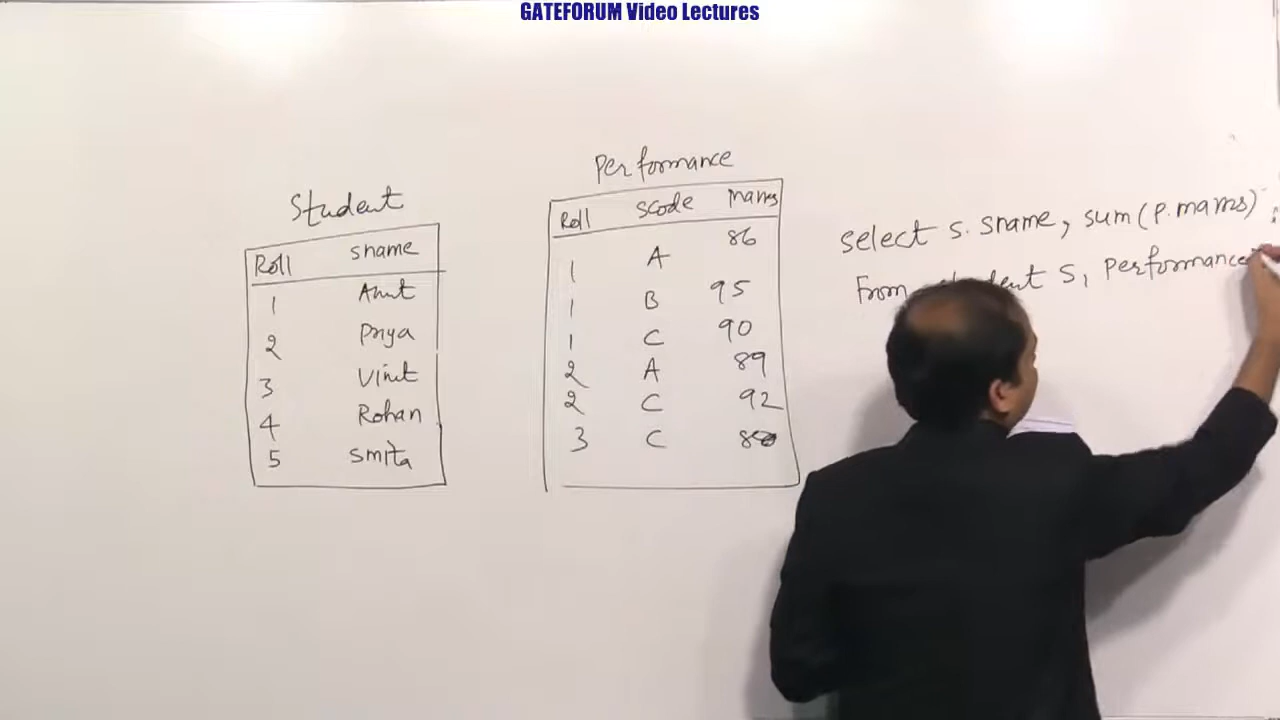 GATEFORUM Video Lectures
Student
Roll sname
1 Amit
2 Priya
3 Vinit
4 Rohan
5 Smita
Performance
Roll scode marks
1 A 86
1 B 95
1 C 90
2 A 89
2 C 92
3 C
select s.sname, sum(p.marks)
From student S, Performance